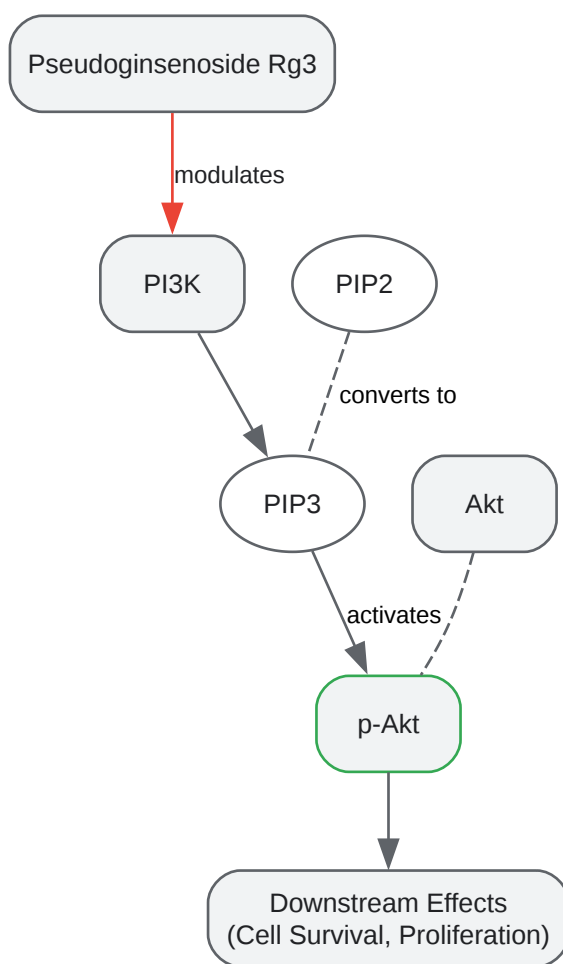 Pseudoginsenoside Rg3
modulates
PI3K
PIP2
converts to
PIP3
Akt
activates
p-Akt
Downstream Effects
(Cell Survival, Proliferation)